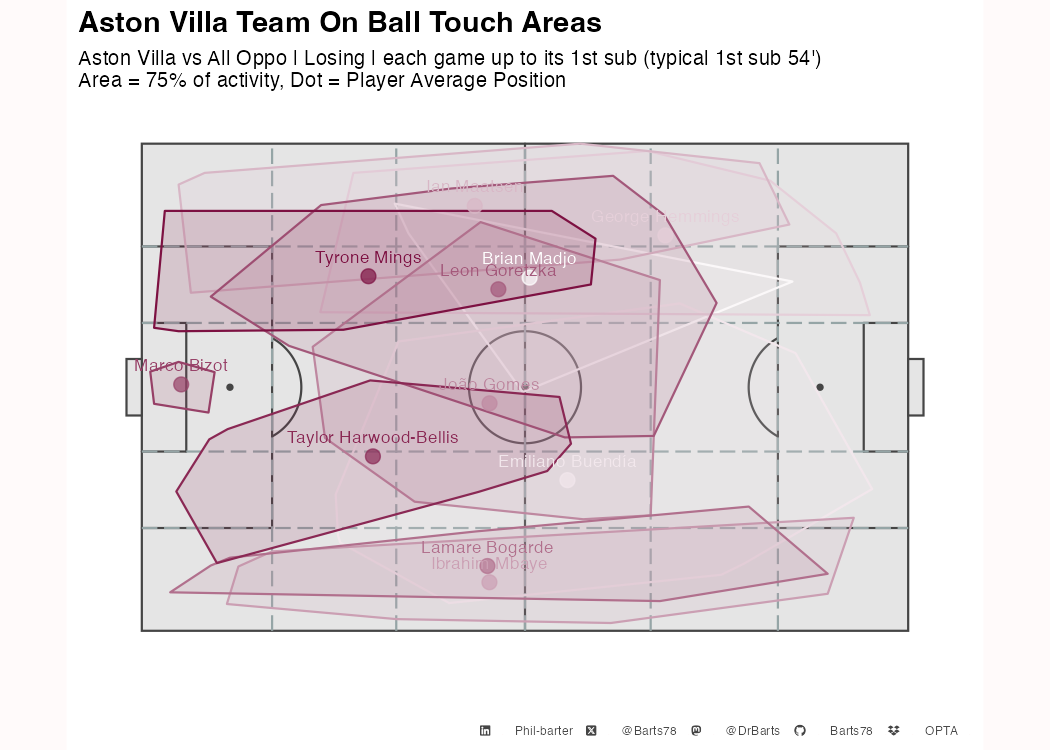 Aston Villa Team On Ball Touch Areas
Aston Villa vs All Oppo | Losing | each game up to its 1st sub (typical 1st sub 54')
Area = 75% of activity, Dot = Player Average Position
Ian Maatsen
George Hemmings
Tyrone Mings
Brian Madjo
Leon Goretzka
Marco Bizot
João Gomes
Taylor Harwood-Bellis
Emiliano Buendía
Lamare Bogarde
Ibrahim Mbaye
Phil-barter @Barts78 @DrBarts Barts78 OPTA